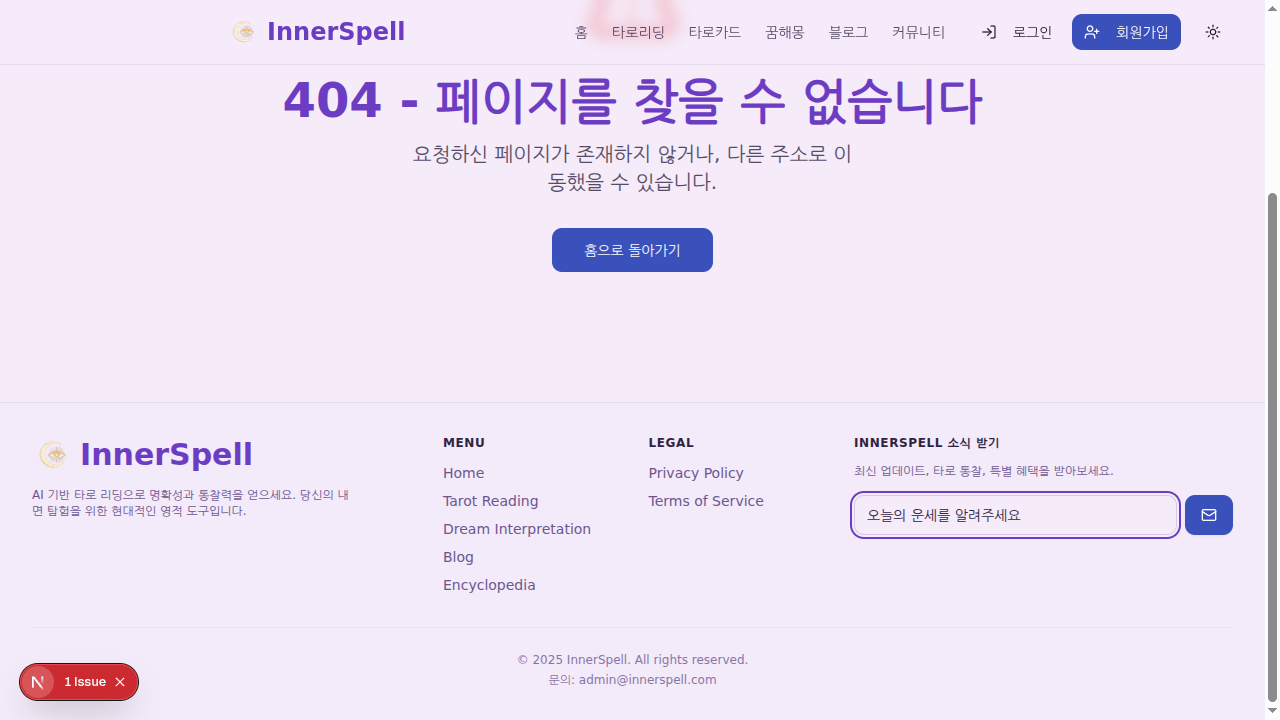 InnerSpell
홈
타로리딩
타로카드
꿈해몽
블로그
커뮤니티
로그인
회원가입
404 - 페이지를 찾을 수 없습니다
요청하신 페이지가 존재하지 않거나, 다른 주소로 이
동했을 수 있습니다.
홈으로 돌아가기
InnerSpell
AI 기반 타로 리딩으로 명확성과 통찰력을 얻으세요. 당신의 내
면 탐험을 위한 현대적인 영적 도구입니다.
MENU
Home
Tarot Reading
Dream Interpretation
Blog
Encyclopedia
LEGAL
Privacy Policy
Terms of Service
INNERSPELL 소식 받기
최신 업데이트, 타로 통찰, 특별 혜택을 받아보세요.
오늘의 운세를 알려주세요
© 2025 InnerSpell. All rights reserved.
문의: admin@innerspell.com
N
1 Issue